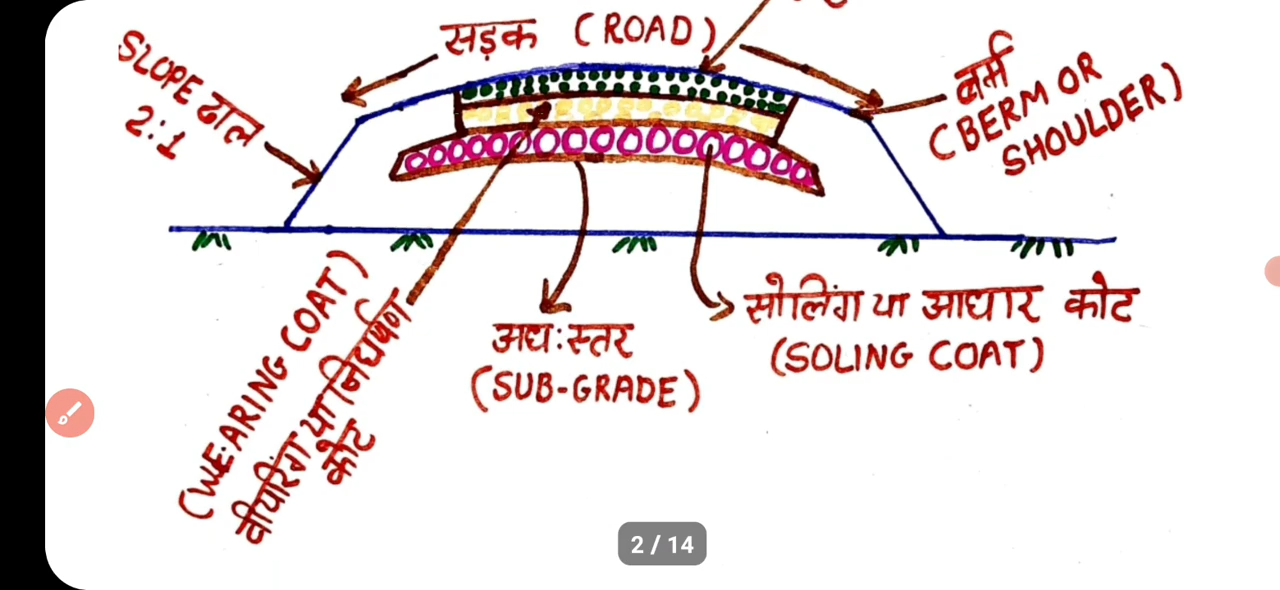 सड़क (ROAD)
SLOPE ढाल
2:1
बर्म
(BERM OR
SHOULDER)
(WEARING COAT)
वीयरिंग या निघर्षण
कोट
अध:स्तर
(SUB-GRADE)
सोलिंग या आधार कोट
(SOLING COAT)
2 / 14